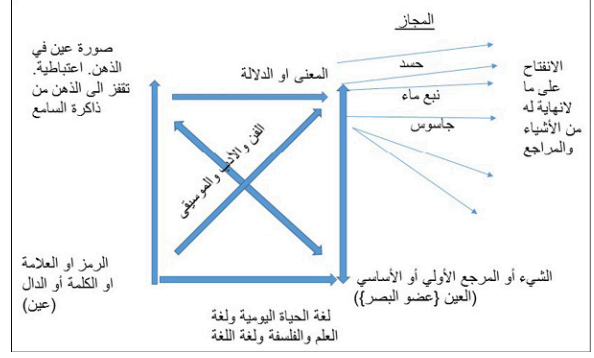 المجاز
صورة عين في
الذهن. اعتباطية.
تقفز الى الذهن من
ذاكرة السامع
المعنى او الدلالة
حسد
نبع ماء
جاسوس
الانفتاح
على ما
لانهاية له
من الأشياء
والمراجع
الفن والأدب والموسيقى
الرمز او العلامة
او الكلمة أو الدال
(عين)
الشيء أو المرجع الأولي أو الأساسي
(العين {عضو البصر})
لغة الحياة اليومية ولغة
العلم والفلسفة ولغة اللغة